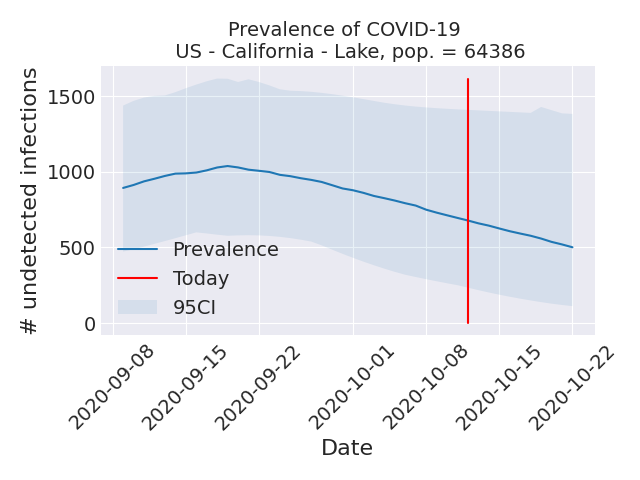 Prevalence of COVID-19
US - California - Lake, pop. = 64386
# undetected infections
1500
1000
500
0
Prevalence
Today
95CI
2020-09-08
2020-09-15
2020-09-22
2020-10-01
2020-10-08
2020-10-15
2020-10-22
Date